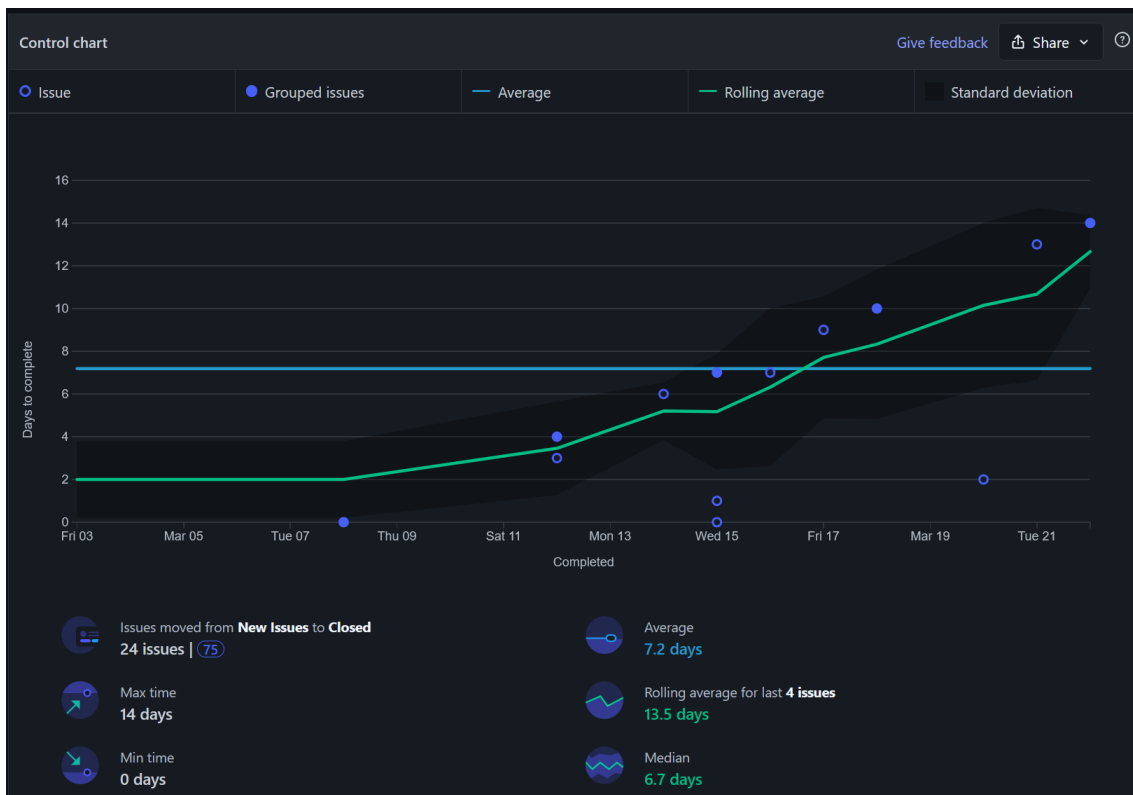 Control chart
Give feedback
Share
?
Issue
Grouped issues
Average
Rolling average
Standard deviation
16
14
12
10
8
6
4
2
0
Days to complete
Fri 03 Mar 05 Tue 07 Thu 09 Sat 11 Mon 13 Wed 15 Fri 17 Mar 19 Tue 21
Completed
Issues moved from New Issues to Closed
24 issues | 75
Average
7.2 days
Max time
14 days
Rolling average for last 4 issues
13.5 days
Min time
0 days
Median
6.7 days